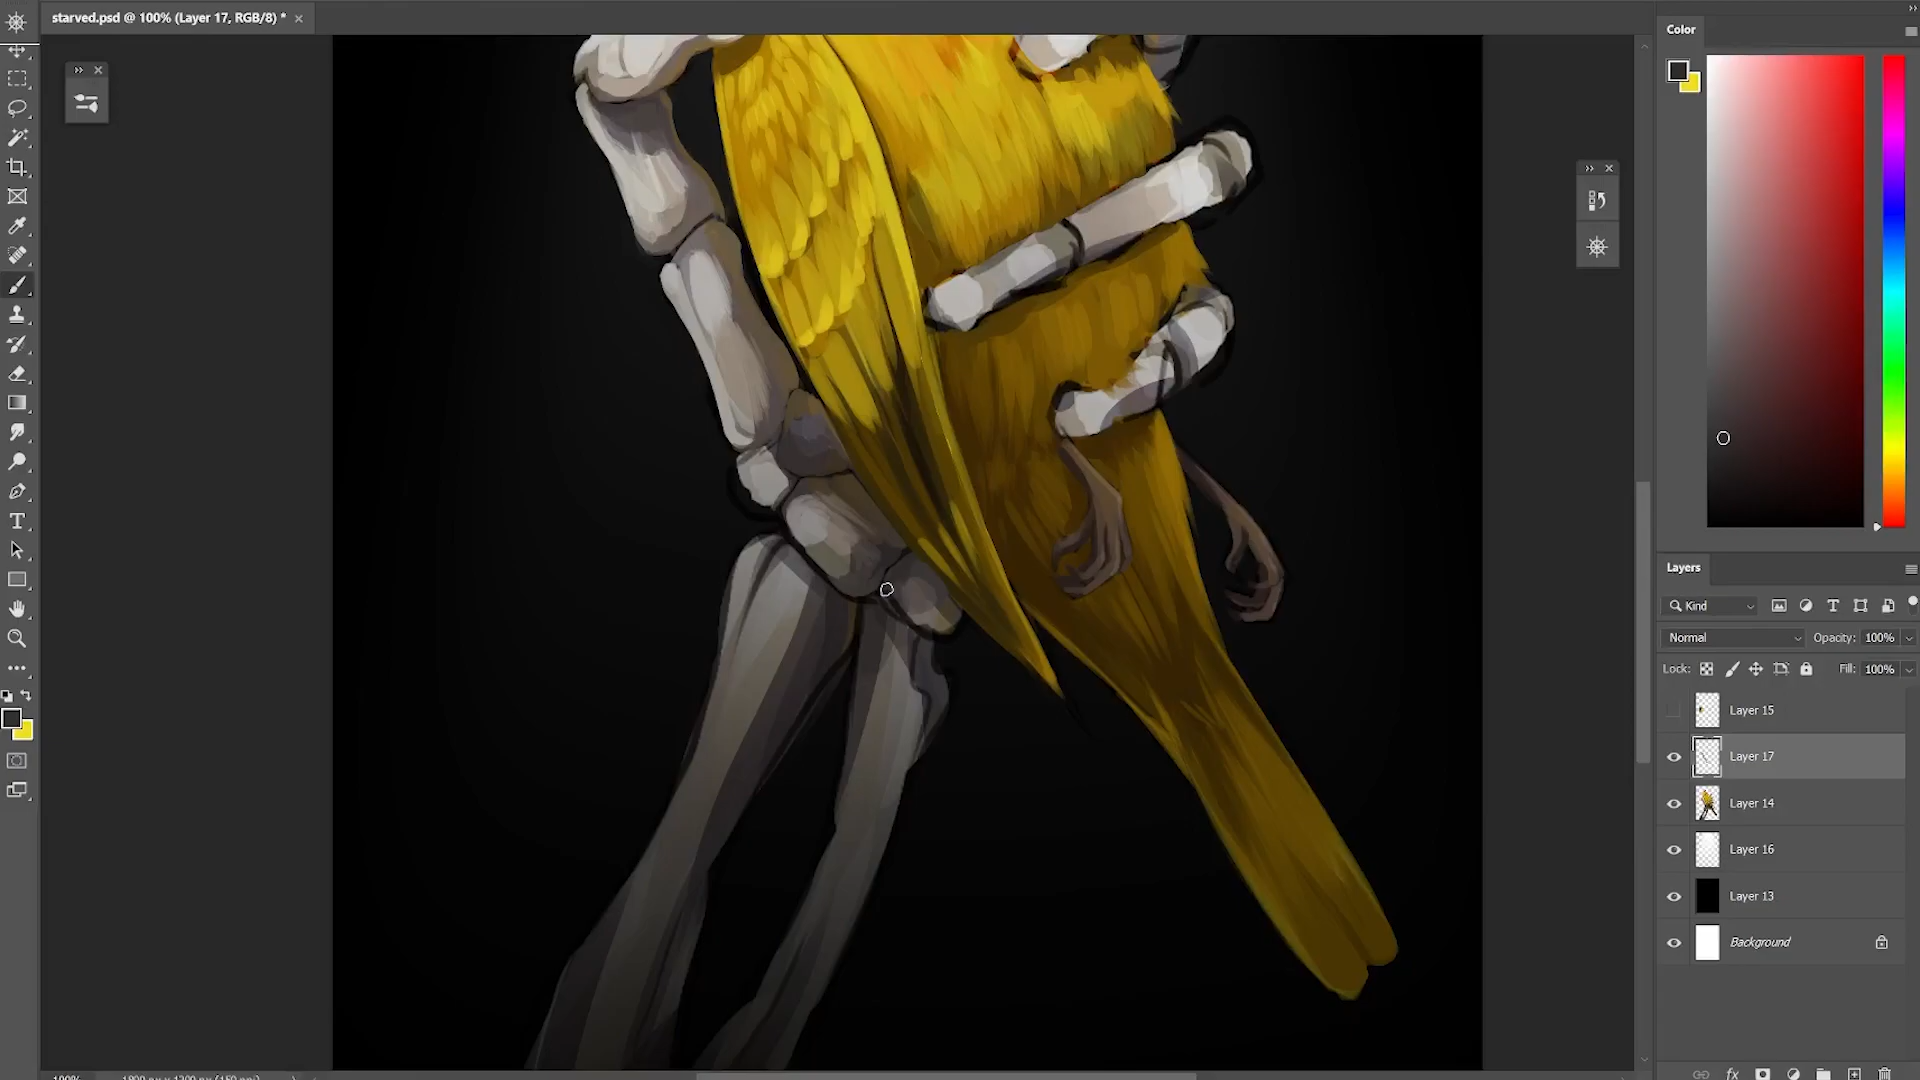 starved.psd @ 100% (Layer 17, RGB/8) *
Color
Layers
Kind
Normal
Opacity: 100%
Lock:
Fill: 100%
Layer 15
Layer 17
Layer 14
Layer 16
Layer 13
Background
100%